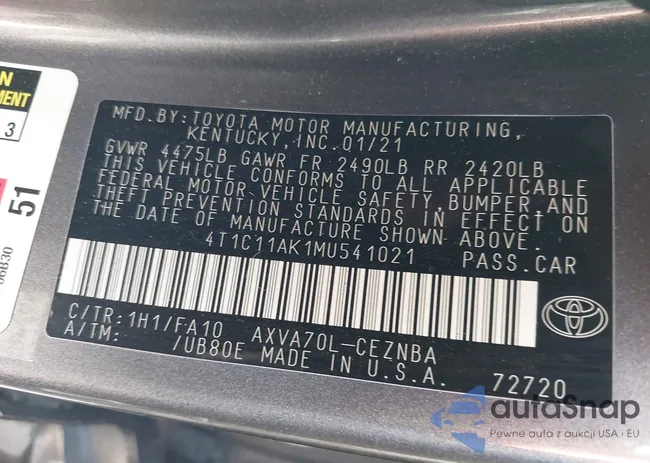 N
EMENT
3
51
06B30
MFD.BY:TOYOTA MOTOR MANUFACTURING,
KENTUCKY,INC.01/21
GVWR 4475LB GAWR FR 2490LB RR 2420LB
THIS VEHICLE CONFORMS TO ALL APPLICABLE
FEDERAL MOTOR-VEHICLE SAFETY,BUMPER,AND
THEFT PREVENTION STANDARDS IN EFFECT ON
THE DATE OF MANUFACTURE SHOWN ABOVE.
4T1C11AK1MU541021 PASS.CAR
C/TR:1H1/FA10 AXVA70L-CEZNBA
A/TM: /UB80E MADE IN U.S.A. 72720
autoSnap
Pewne auta z aukcji USA i EU